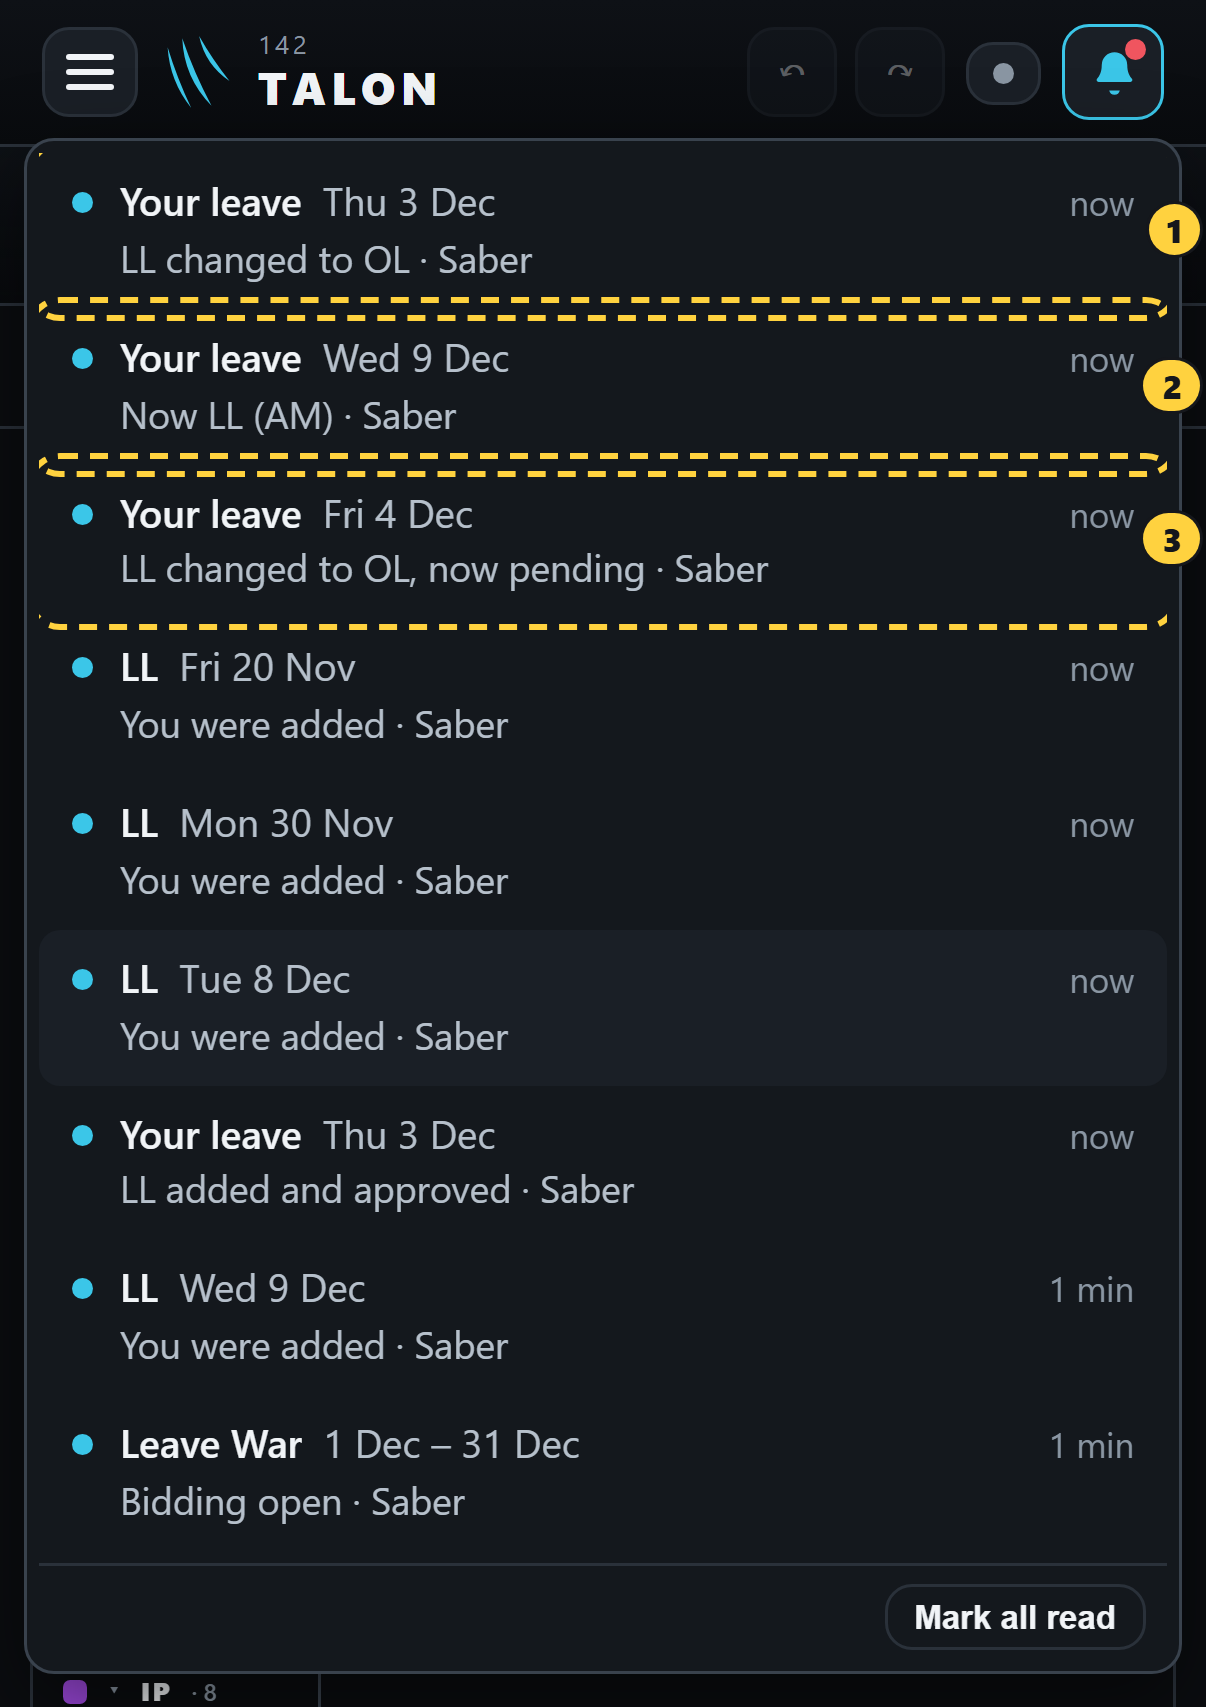 142
TALON
Your leave Thu 3 Dec now
LL changed to OL · Saber
1
Your leave Wed 9 Dec now
Now LL (AM) · Saber
2
Your leave Fri 4 Dec now
LL changed to OL, now pending · Saber
3
LL Fri 20 Nov now
You were added · Saber
LL Mon 30 Nov now
You were added · Saber
LL Tue 8 Dec now
You were added · Saber
Your leave Thu 3 Dec now
LL added and approved · Saber
LL Wed 9 Dec 1 min
You were added · Saber
Leave War 1 Dec – 31 Dec 1 min
Bidding open · Saber
Mark all read
IP · 8